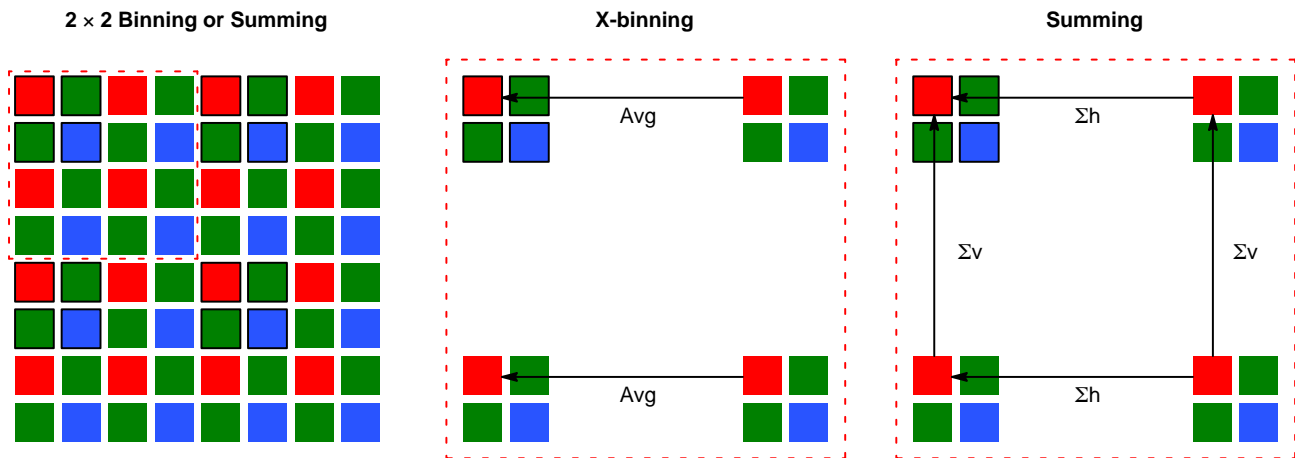 2 × 2 Binning or Summing
X-binning
Summing
Avg
Σh
Σv
Σv
Avg
Σh